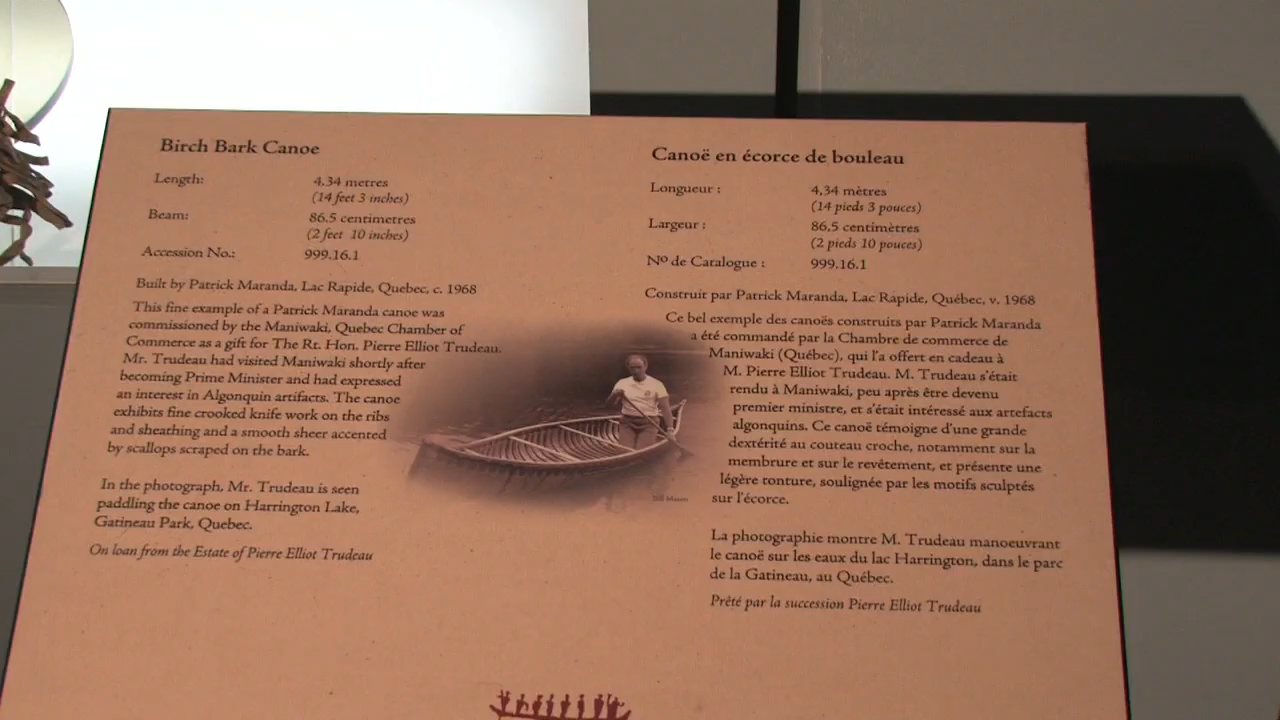 Birch Bark Canoe
Length: 4.34 metres
(14 feet 3 inches)
Beam: 86.5 centimetres
(2 feet 10 inches)
Accession No.: 999.16.1
Built by Patrick Maranda, Lac Rapide, Quebec, c. 1968
This fine example of a Patrick Maranda canoe was
commissioned by the Maniwaki, Quebec Chamber of
Commerce as a gift for The Rt. Hon. Pierre Elliot Trudeau.
Mr. Trudeau had visited Maniwaki shortly after
becoming Prime Minister and had expressed
an interest in Algonquin artifacts. The canoe
exhibits fine crooked knife work on the ribs
and sheathing and a smooth sheer accented
by scallops scraped on the bark.
In the photograph, Mr. Trudeau is seen
paddling the canoe on Harrington Lake,
Gatineau Park, Quebec.
On loan from the Estate of Pierre Elliot Trudeau
Bill Mason
Canoë en écorce de bouleau
Longueur : 4,34 mètres
(14 pieds 3 pouces)
Largeur : 86,5 centimètres
(2 pieds 10 pouces)
Nº de Catalogue : 999.16.1
Construit par Patrick Maranda, Lac Rapide, Québec, v. 1968
Ce bel exemple des canoës construits par Patrick Maranda
a été commandé par la Chambre de commerce de
Maniwaki (Québec), qui l'a offert en cadeau à
M. Pierre Elliot Trudeau. M. Trudeau s'était
rendu à Maniwaki, peu après être devenu
premier ministre, et s'était intéressé aux artefacts
algonquins. Ce canoë témoigne d'une grande
dextérité au couteau croche, notamment sur la
membrure et sur le revêtement, et présente une
légère tonture, soulignée par les motifs sculptés
sur l'écorce.
La photographie montre M. Trudeau manoeuvrant
le canoë sur les eaux du lac Harrington, dans le parc
de la Gatineau, au Québec.
Prêté par la succession Pierre Elliot Trudeau